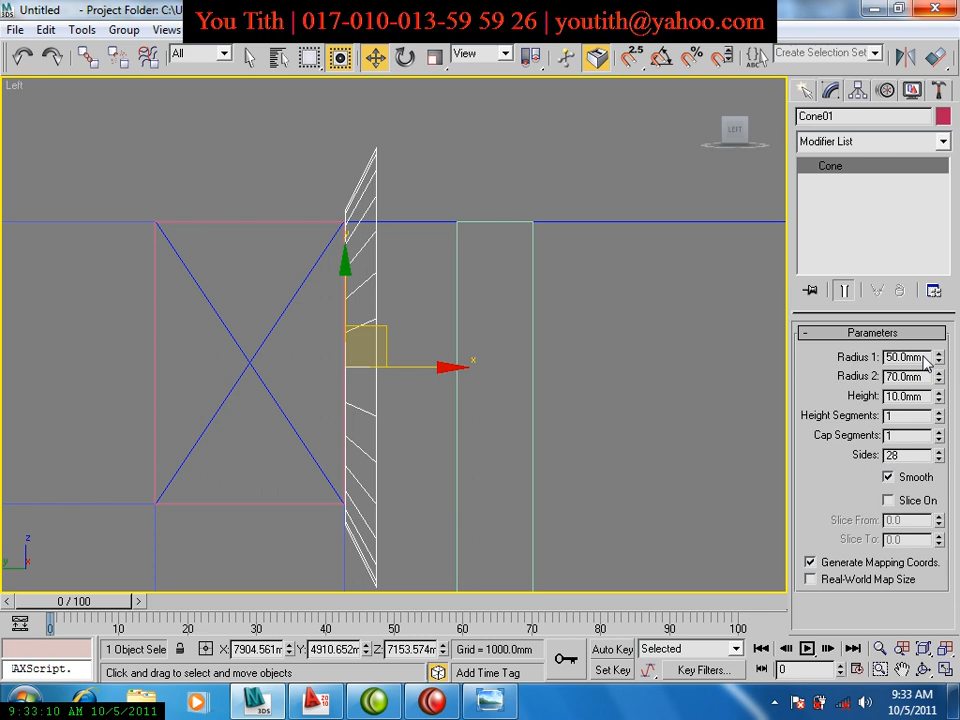 Untitled - Project Folder: C:\U
You Tith | 017-010-013-59 59 26 | youtith@yahoo.com
File Edit Tools Group Views
All
View
Create Selection Set
Left
LEFT
Cone01
Modifier List
Cone
Parameters
Radius 1: 50.0mm
Radius 2: 70.0mm
Height: 10.0mm
Height Segments: 1
Cap Segments: 1
Sides: 28
Smooth
Slice On
Slice From: 0.0
Slice To: 0.0
Generate Mapping Coords.
Real-World Map Size
y
x
z
y
x
0 / 100
0 10 20 30 40 50 60 70 80 90 100
1 Object Sele
X: 7904.561m
Y: 4910.652m
Z: 7153.574m
Grid = 1000.0mm
Auto Key
Selected
AXScript.
Click and drag to select and move objects
Add Time Tag
Set Key
Key Filters...
0
9:33 AM
10/5/2011
9:33:10 AM 10/5/2011